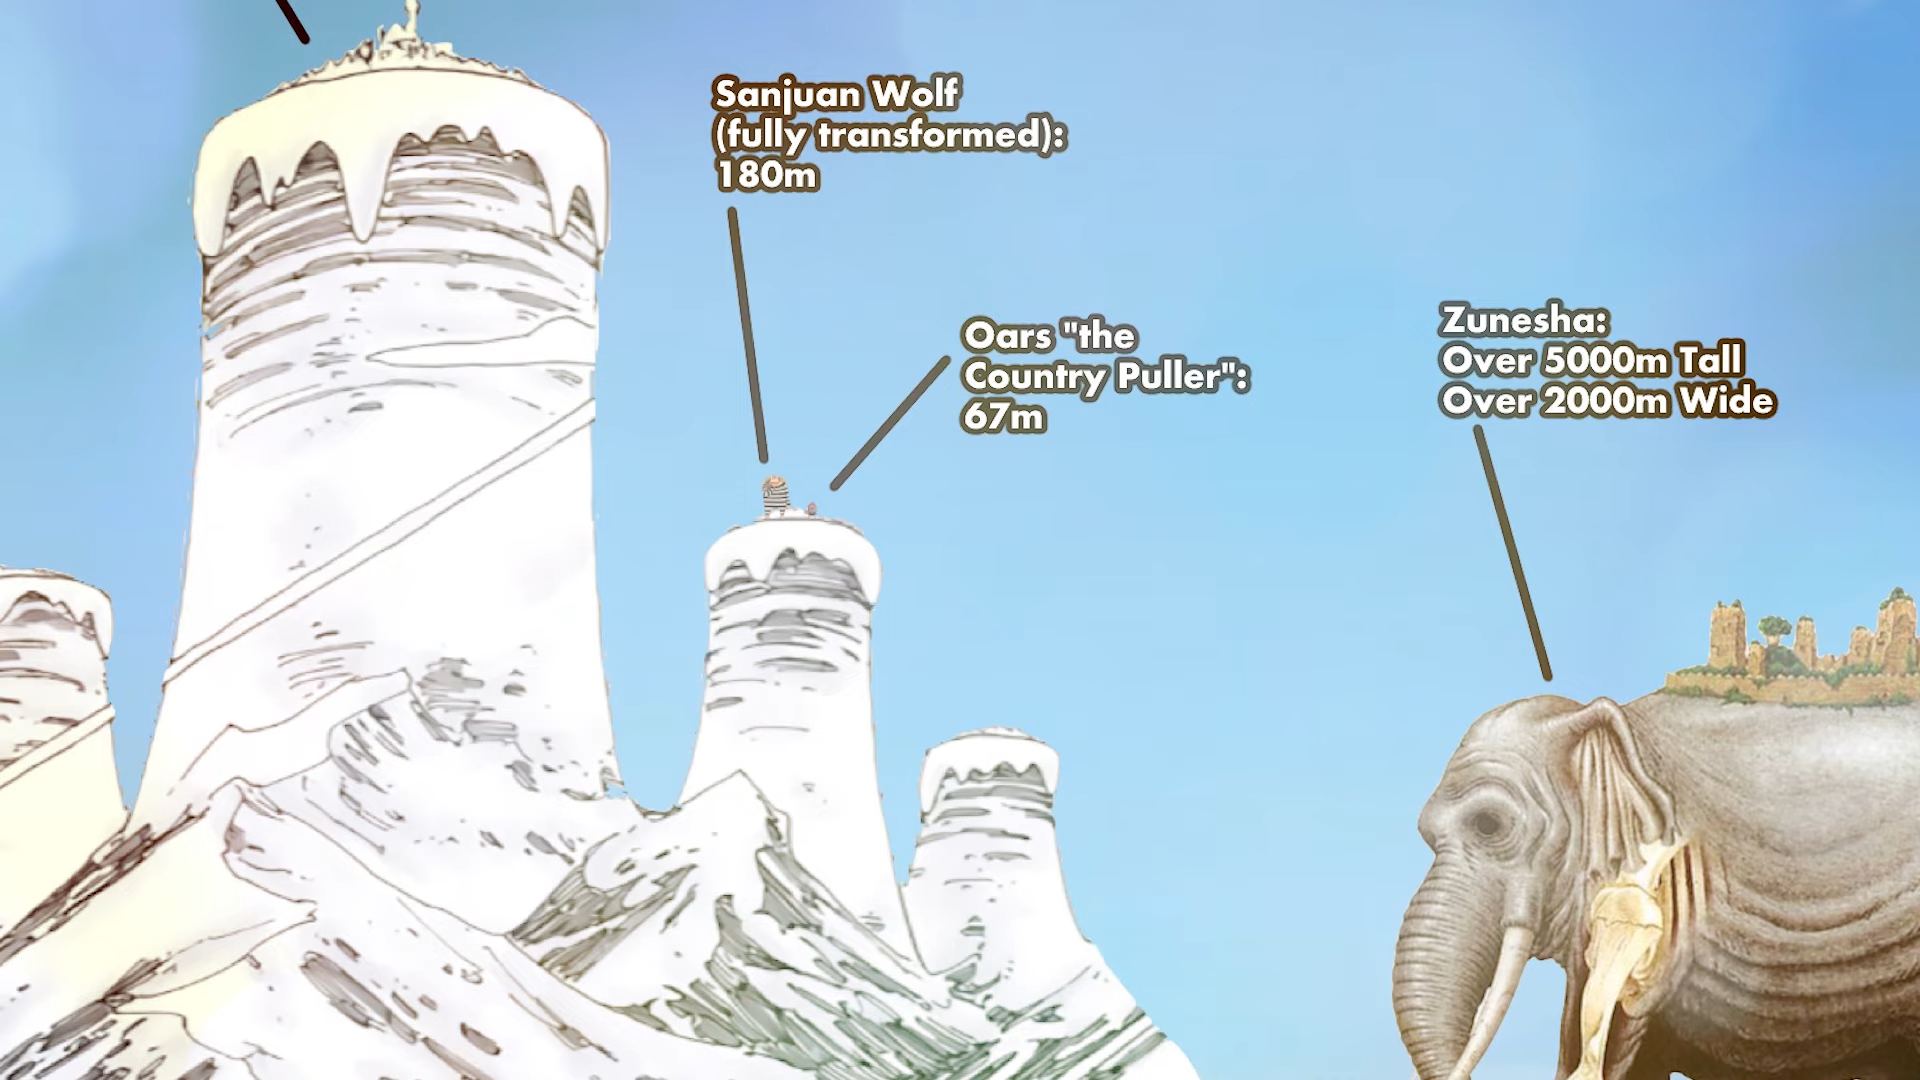 Sanjuan Wolf
(fully transformed):
180m
Oars "the
Country Puller":
67m
Zunesha:
Over 5000m Tall
Over 2000m Wide